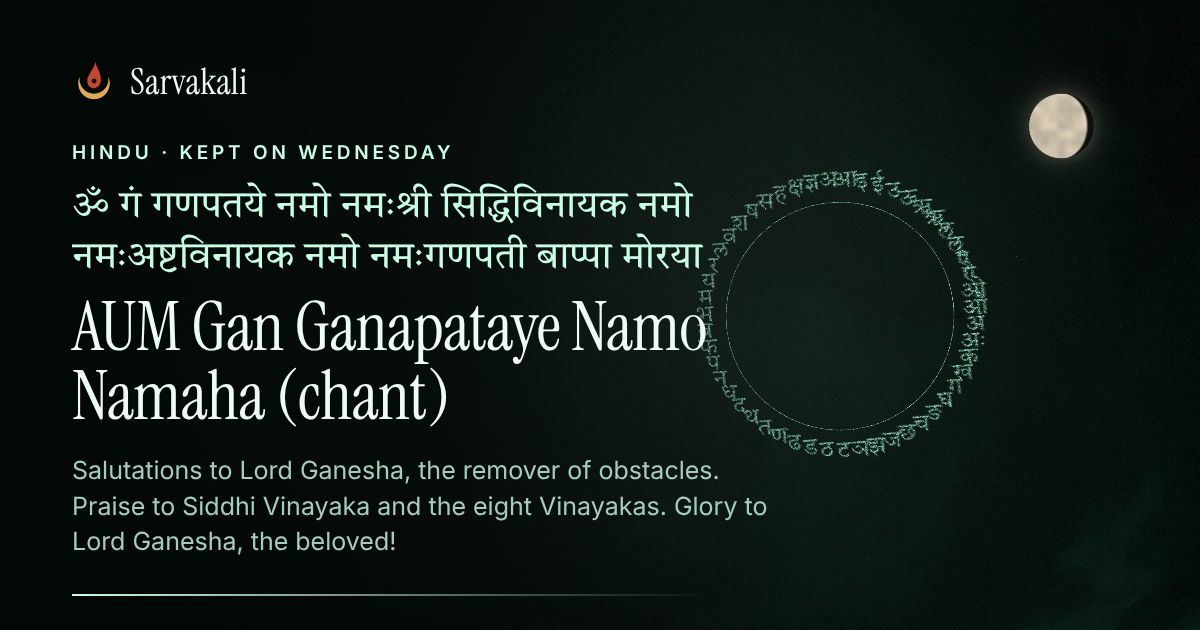 Sarvakali
HINDU · KEPT ON WEDNESDAY
ॐ गं गणपतये नमो नमःश्री सिद्धिविनायक नमो
नमःअष्टविनायक नमो नमःगणपती बाप्पा मोरया
AUM Gan Ganapataye Namo
Namaha (chant)
Salutations to Lord Ganesha, the remover of obstacles.
Praise to Siddhi Vinayaka and the eight Vinayakas. Glory to
Lord Ganesha, the beloved!